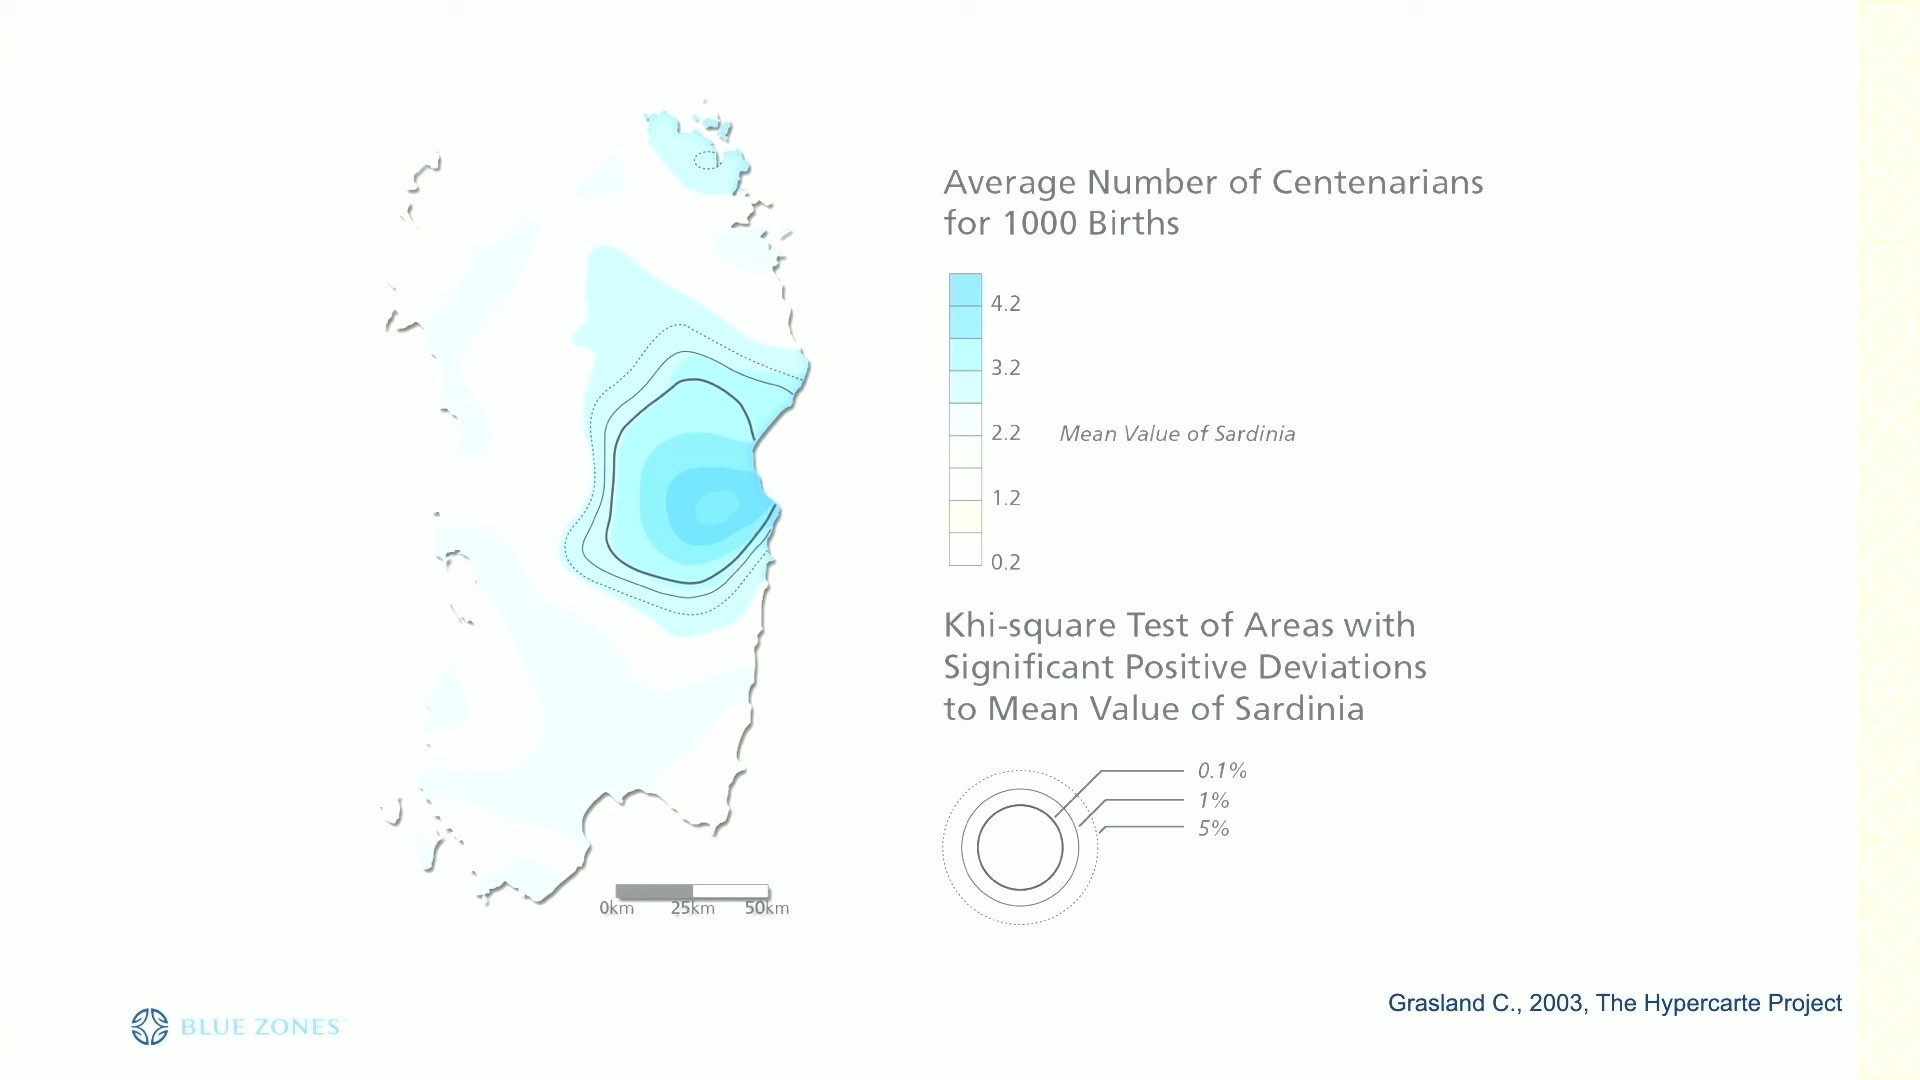 Average Number of Centenarians
for 1000 Births
4.2
3.2
2.2 Mean Value of Sardinia
1.2
0.2
Khi-square Test of Areas with
Significant Positive Deviations
to Mean Value of Sardinia
0.1%
1%
5%
0km 25km 50km
Grasland C., 2003, The Hypercarte Project
BLUE ZONES